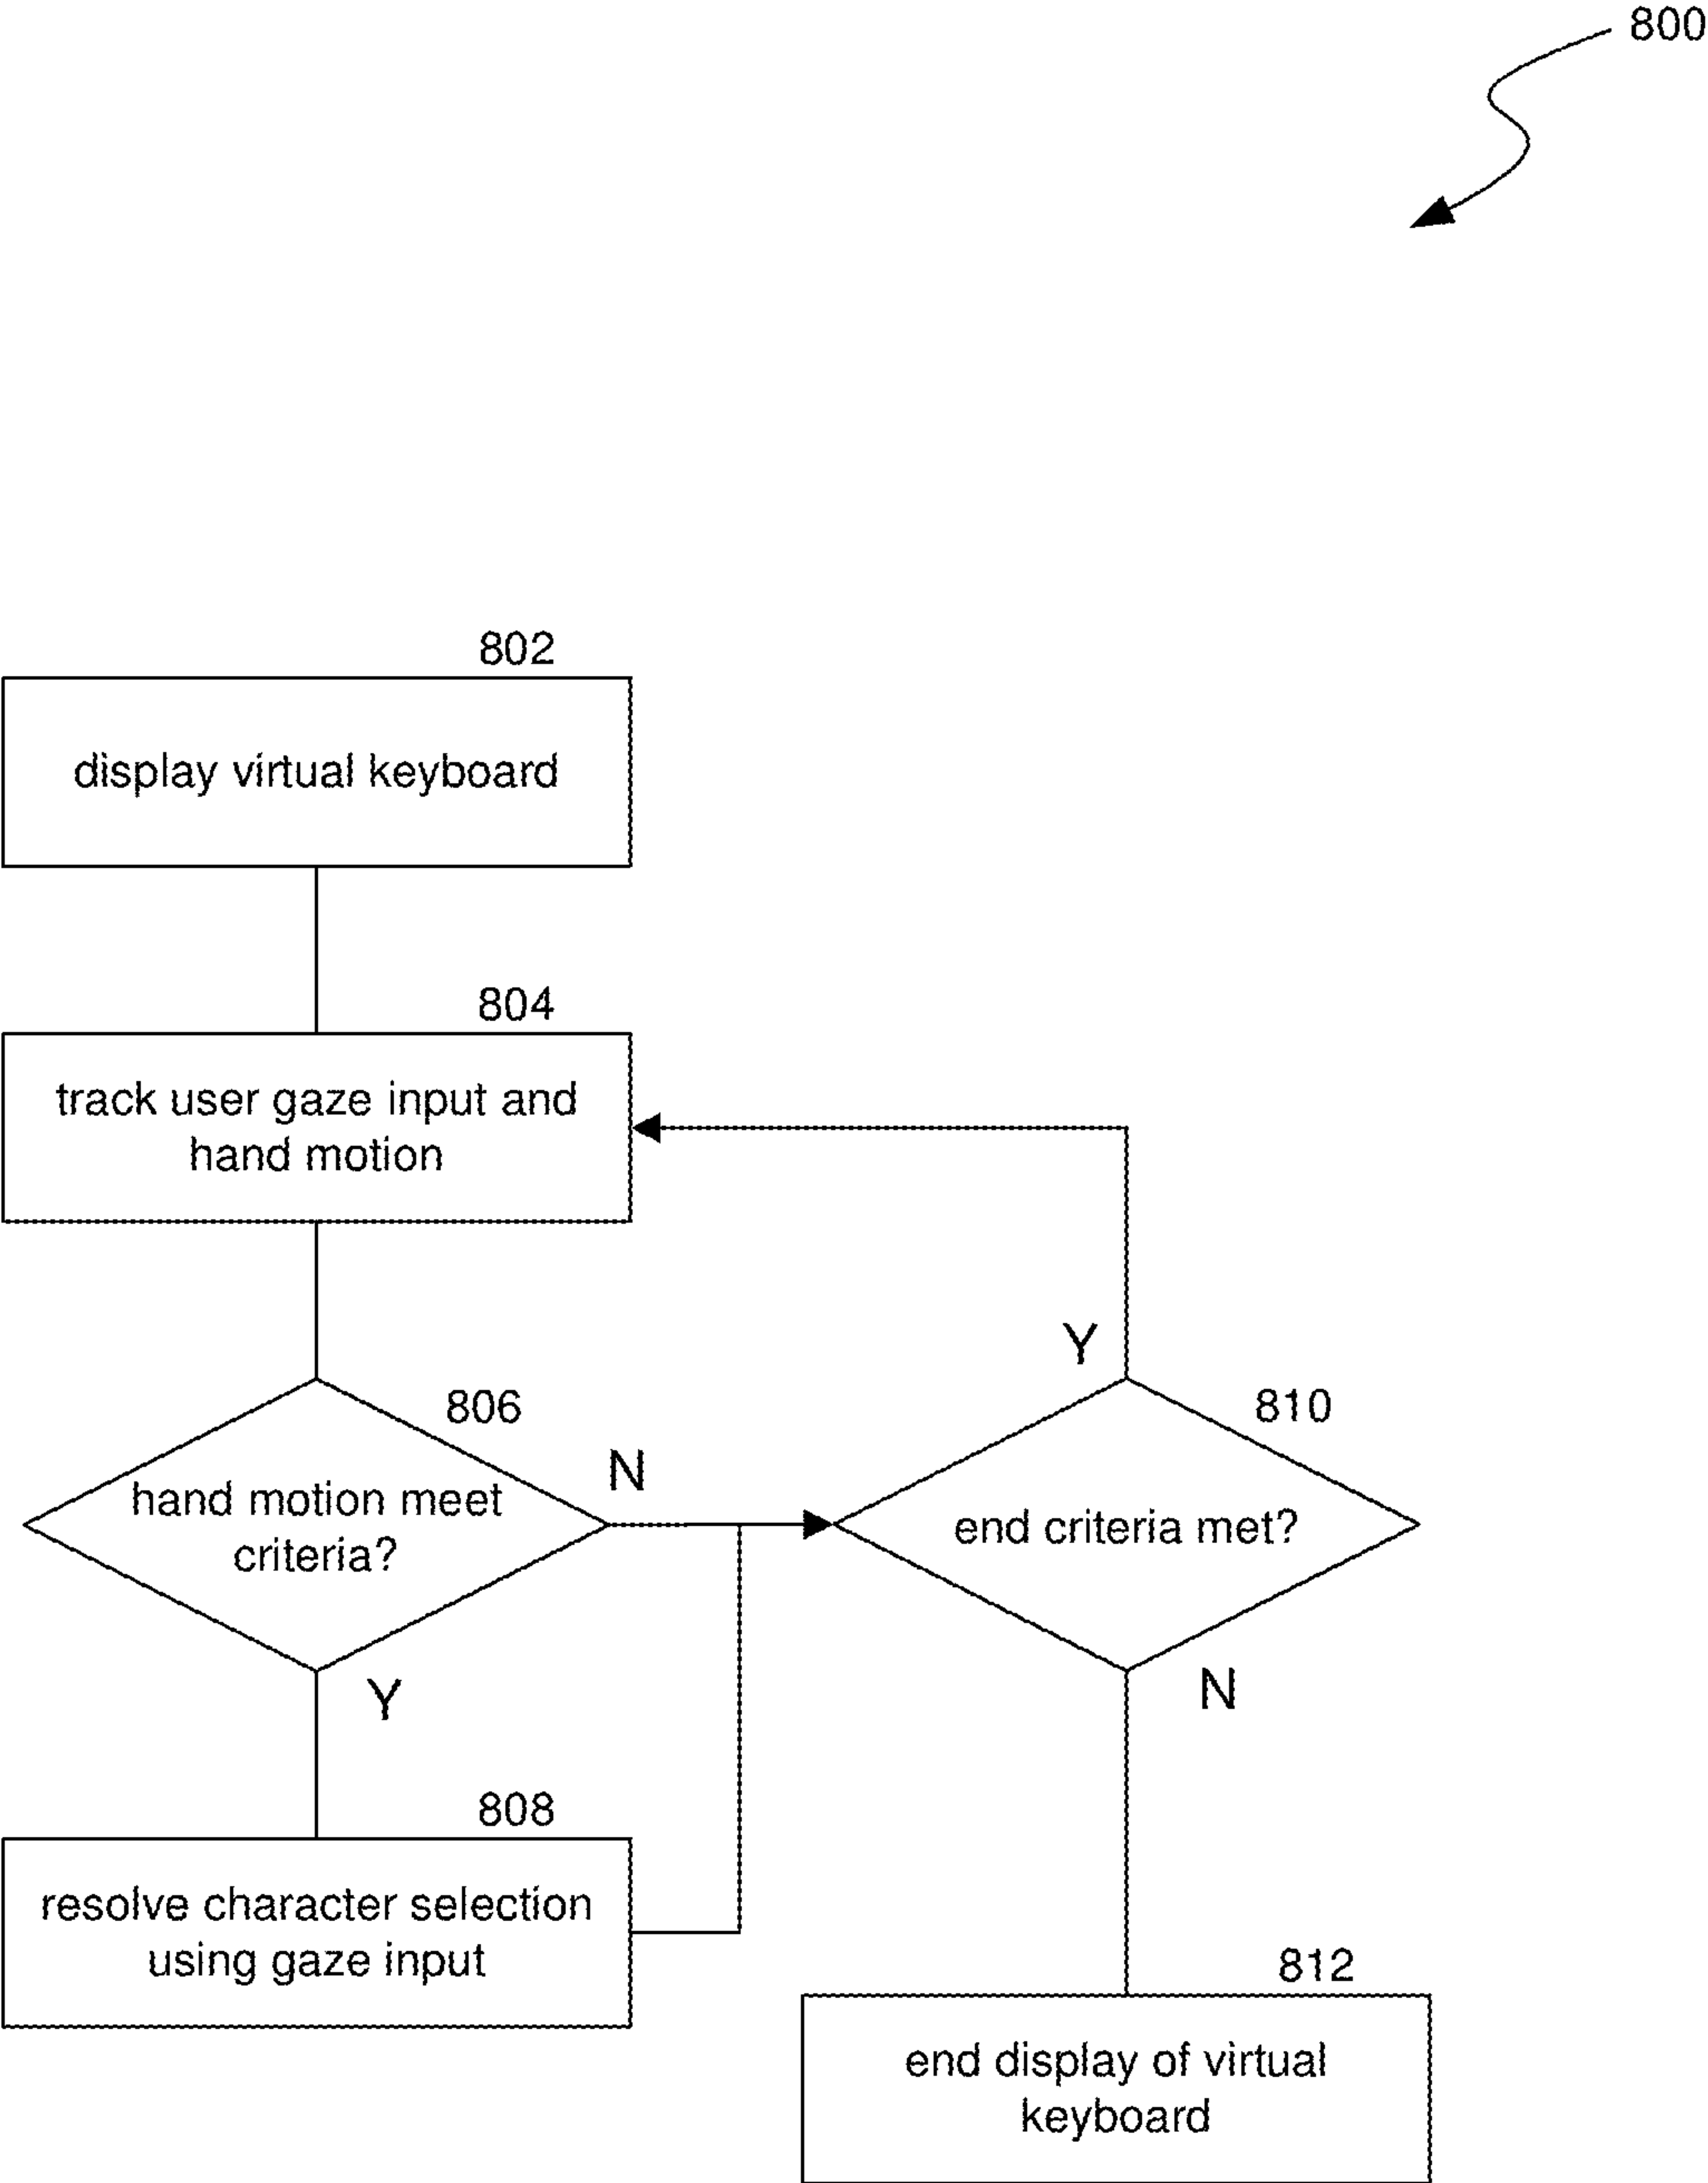 800
802
display virtual keyboard
804
track user gaze input and
hand motion
806
hand motion meet
criteria?
N
Y
808
resolve character selection
using gaze input
Y
810
end criteria met?
N
812
end display of virtual
keyboard